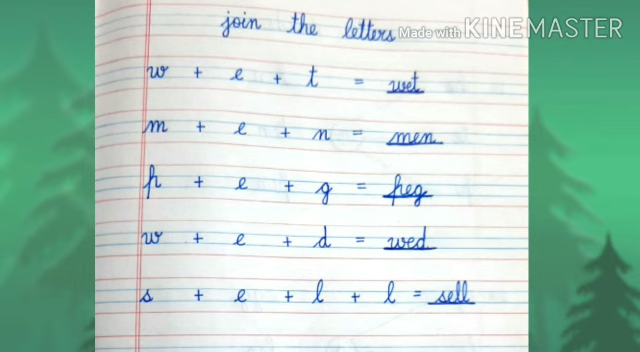 join the letters
Made with KINEMASTER
w + e + t = wet
m + e + n = men
p + e + g = peg
w + e + d = wed
s + e + l + l = sell